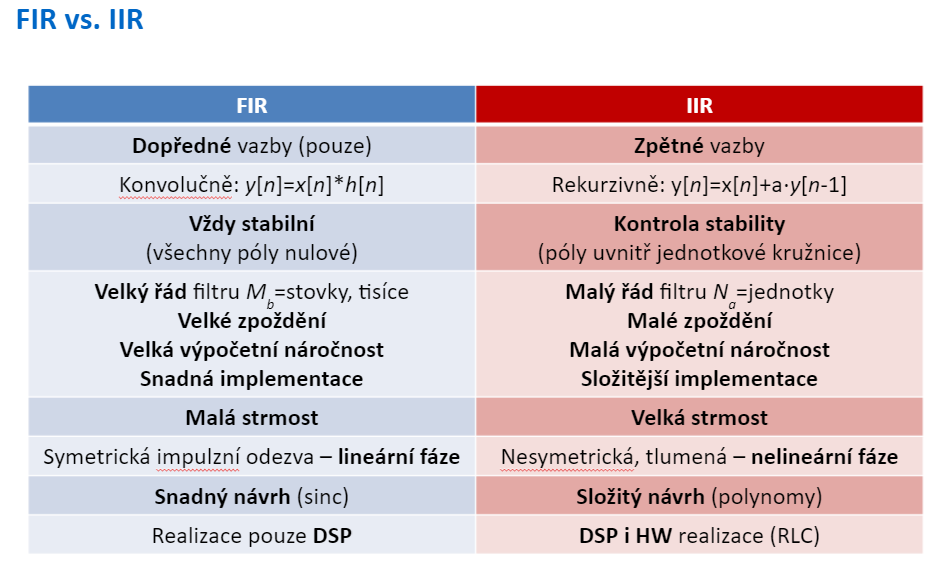 FIR vs. IIR
FIR
IIR
Dopředné vazby (pouze)
Zpětné vazby
Konvolučně: y[n]=x[n]*h[n]
Rekurzivně: y[n]=x[n]+a·y[n-1]
Vždy stabilní
(všechny póly nulové)
Kontrola stability
(póly uvnitř jednotkové kružnice)
Velký řád filtru M_b=stovky, tisíce
Velké zpoždění
Velká výpočetní náročnost
Snadná implementace
Malý řád filtru N_a=jednotky
Malé zpoždění
Malá výpočetní náročnost
Složitější implementace
Malá strmost
Velká strmost
Symetrická impulzní odezva – lineární fáze
Nesymetrická, tlumená – nelineární fáze
Snadný návrh (sinc)
Složitý návrh (polynomy)
Realizace pouze DSP
DSP i HW realizace (RLC)